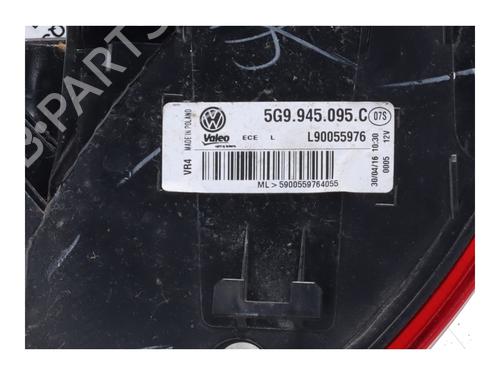 5G9.945.095.C 07S
Valeo ECE L L90055976
VR4 MADE IN POLAND
ML > 5900559764055
30/04/16 10:30
0005 12V
B-PARTS